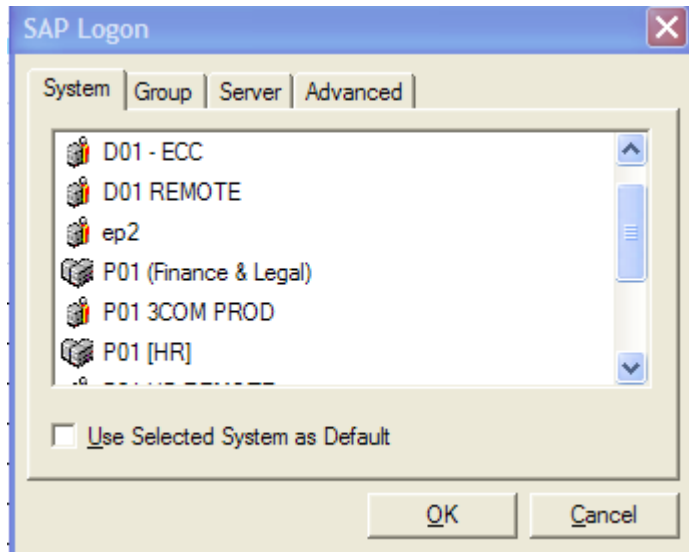 SAP Logon
System Group Server Advanced
D01 - ECC
D01 REMOTE
ep2
P01 (Finance & Legal)
P01 3COM PROD
P01 [HR]
Use Selected System as Default
OK Cancel